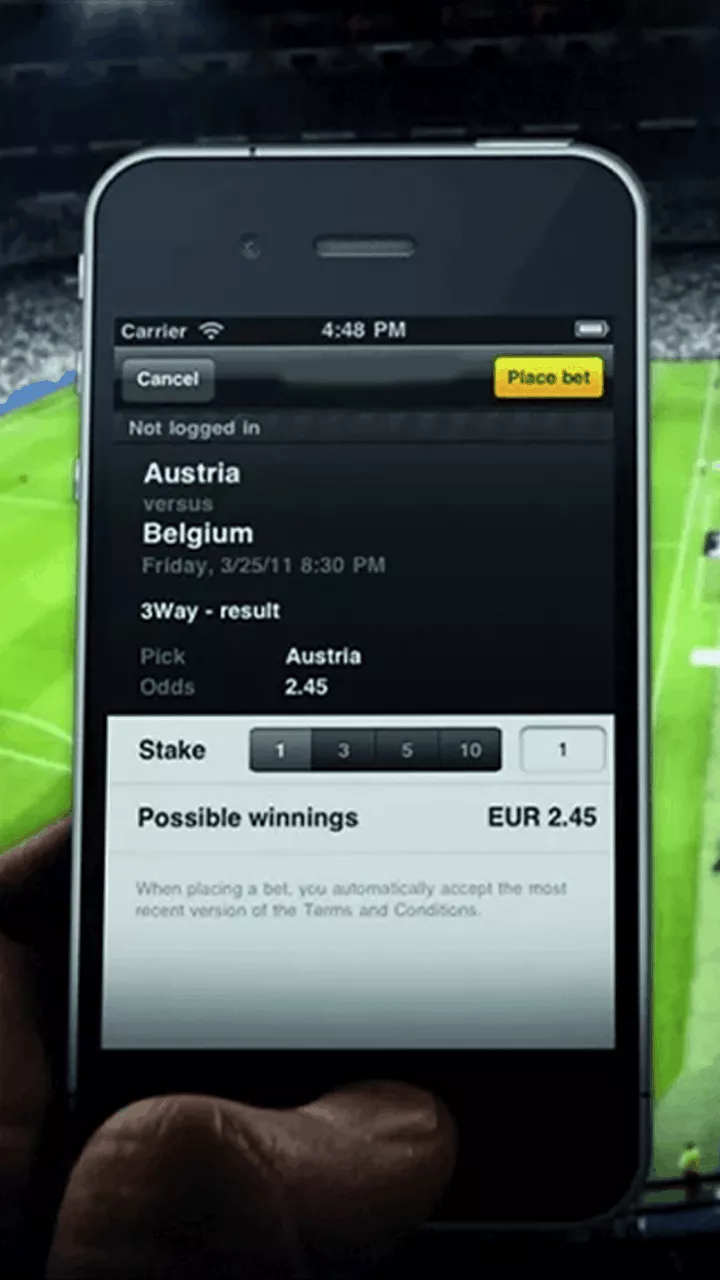 Carrier 4:48 PM
Cancel Place bet
Not logged in
Austria
versus
Belgium
Friday, 3/25/11 8:30 PM
3Way - result
Pick Austria
Odds 2.45
Stake 1 3 5 10 1
Possible winnings EUR 2.45
When placing a bet, you automatically accept the most
recent version of the Terms and Conditions.